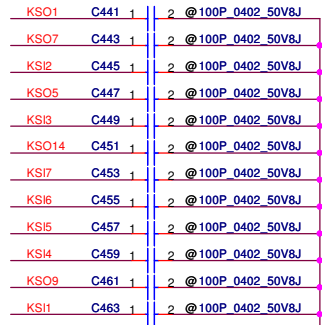 KSO1 C441 1 2 @100P_0402_50V8J
KSO7 C443 1 2 @100P_0402_50V8J
KSI2 C445 1 2 @100P_0402_50V8J
KSO5 C447 1 2 @100P_0402_50V8J
KSI3 C449 1 2 @100P_0402_50V8J
KSO14 C451 1 2 @100P_0402_50V8J
KSI7 C453 1 2 @100P_0402_50V8J
KSI6 C455 1 2 @100P_0402_50V8J
KSI5 C457 1 2 @100P_0402_50V8J
KSI4 C459 1 2 @100P_0402_50V8J
KSO9 C461 1 2 @100P_0402_50V8J
KSI1 C463 1 2 @100P_0402_50V8J